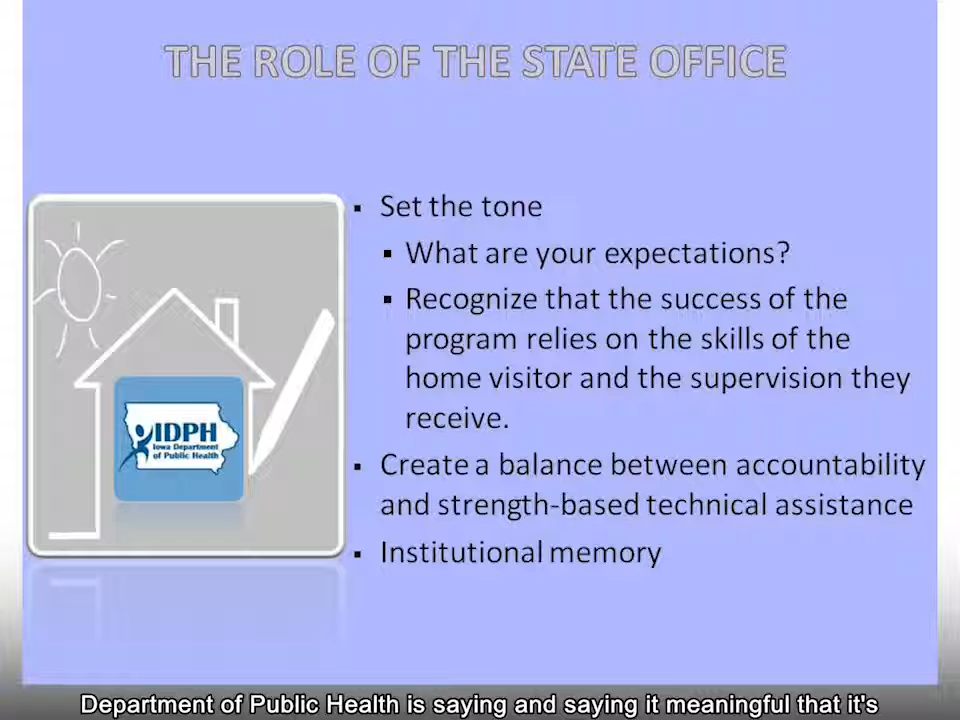 THE ROLE OF THE STATE OFFICE
▪ Set the tone
▪ What are your expectations?
▪ Recognize that the success of the
program relies on the skills of the
home visitor and the supervision they
receive.
▪ Create a balance between accountability
and strength-based technical assistance
▪ Institutional memory
IDPH
Iowa Department
of Public Health
Department of Public Health is saying and saying it meaningful that it's